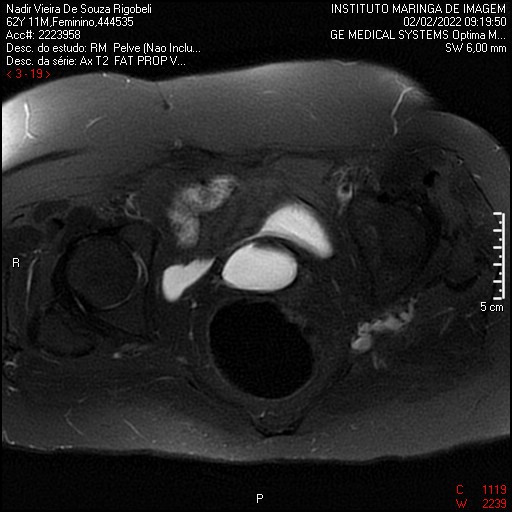 Nadir Vieira De Souza Rigobeli
62Y 11M,Feminino,444535
Acc#: 2223958
Desc. do estudo: RM Pelve (Nao Inclu...
Desc. da série: Ax T2 FAT PROP V...
< 3 - 19 >
INSTITUTO MARINGA DE IMAGEM
02/02/2022 09:19:50
GE MEDICAL SYSTEMS Optima M...
SW 6,00 mm
R
5 cm
P
C 1119
W 2239